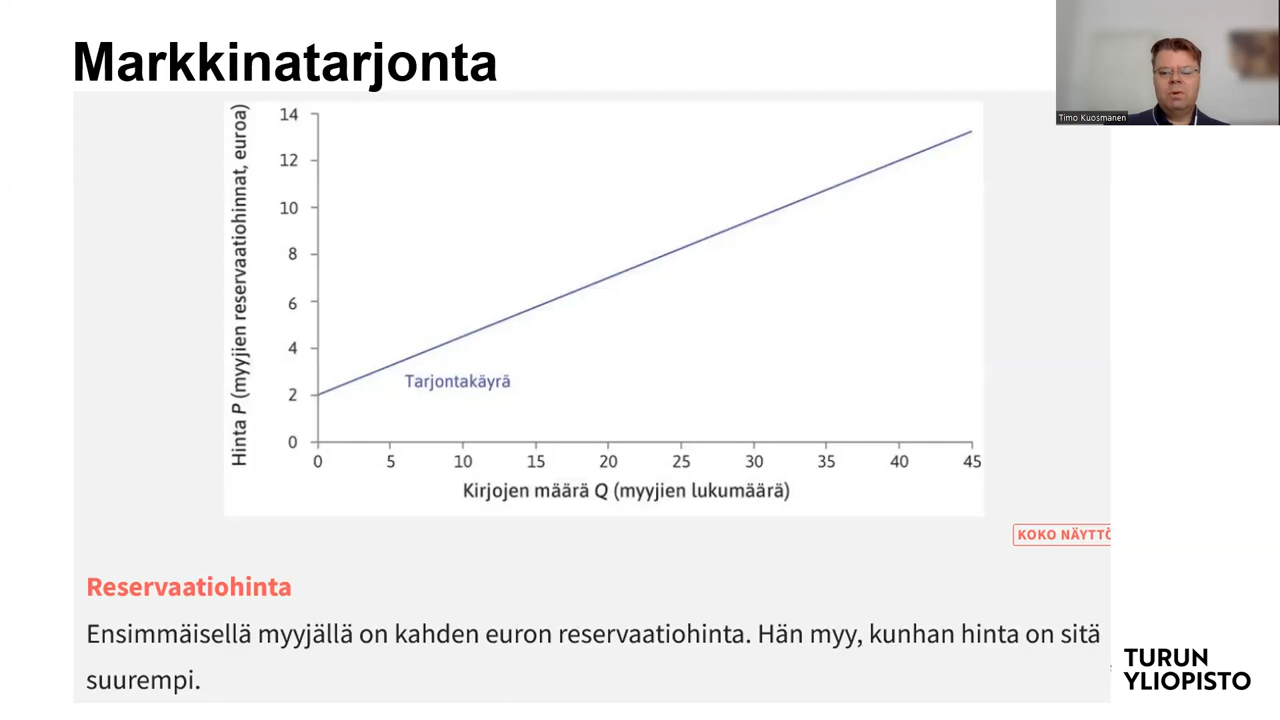 Markkinatarjonta
Timo Kuosmanen
Hinta P (myyjien reservaatiohinnat, euroa)
14
12
10
8
6
4
2
0
Tarjontakäyrä
0 5 10 15 20 25 30 35 40 45
Kirjojen määrä Q (myyjien lukumäärä)
KOKO NÄYTTÖ
Reservaatiohinta
Ensimmäisellä myyjällä on kahden euron reservaatiohinta. Hän myy, kunhan hinta on sitä
suurempi.
TURUN
YLIOPISTO